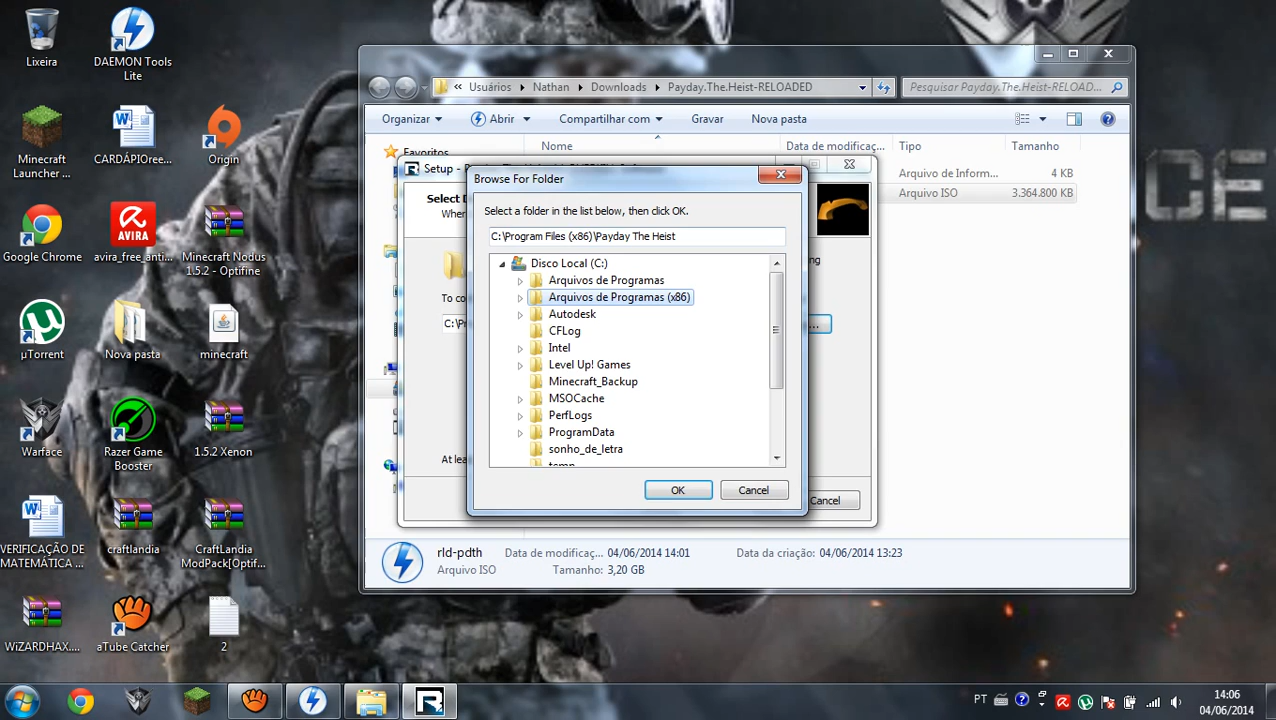 Lixeira
DAEMON Tools
Lite
Minecraft
Launcher ...
CARDÁPIOree...
Origin
Google Chrome
avira_free_anti...
Minecraft Nodus
1.5.2 - Optifine
µTorrent
Nova pasta
minecraft
Warface
Razer Game
Booster
1.5.2 Xenon
VERIFICAÇÃO DE
MATEMÁTICA ...
craftlandia
CraftLandia
ModPack[Optif...
WiZARDHAX....
aTube Catcher
2
AVIRA
« Usuários Nathan Downloads Payday.The.Heist-RELOADED
Pesquisar Payday.The.Heist-RELOAD...
Organizar Abrir Compartilhar com Gravar Nova pasta
Favoritos
Nome Data de modificaç... Tipo Tamanho
Arquivo de Inform... 4 KB
Arquivo ISO 3.364.800 KB
Setup -
Select D
Whe
To co
C:\Pr
...
ng
At lea
Cancel
Browse For Folder
Select a folder in the list below, then click OK.
C:\Program Files (x86)\Payday The Heist
Disco Local (C:)
Arquivos de Programas
Arquivos de Programas (x86)
Autodesk
CFLog
Intel
Level Up! Games
Minecraft_Backup
MSOCache
PerfLogs
ProgramData
sonho_de_letra
temp
OK Cancel
rld-pdth Data de modificaç... 04/06/2014 14:01 Data da criação: 04/06/2014 13:23
Arquivo ISO Tamanho: 3,20 GB
PT
14:06
04/06/2014